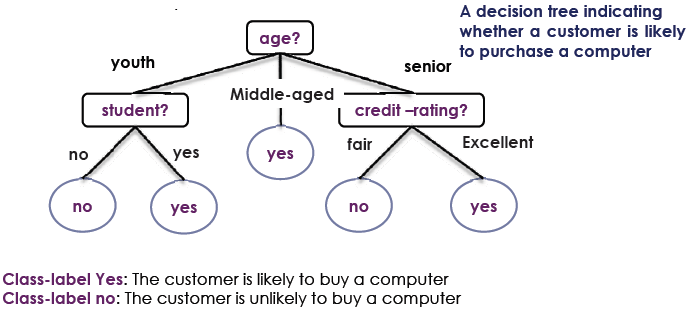 A decision tree indicating
whether a customer is likely
to purchase a computer
age?
youth
senior
Middle-aged
student?
credit –rating?
no
yes
yes
fair
Excellent
no
yes
no
yes
Class-label Yes: The customer is likely to buy a computer
Class-label no: The customer is unlikely to buy a computer